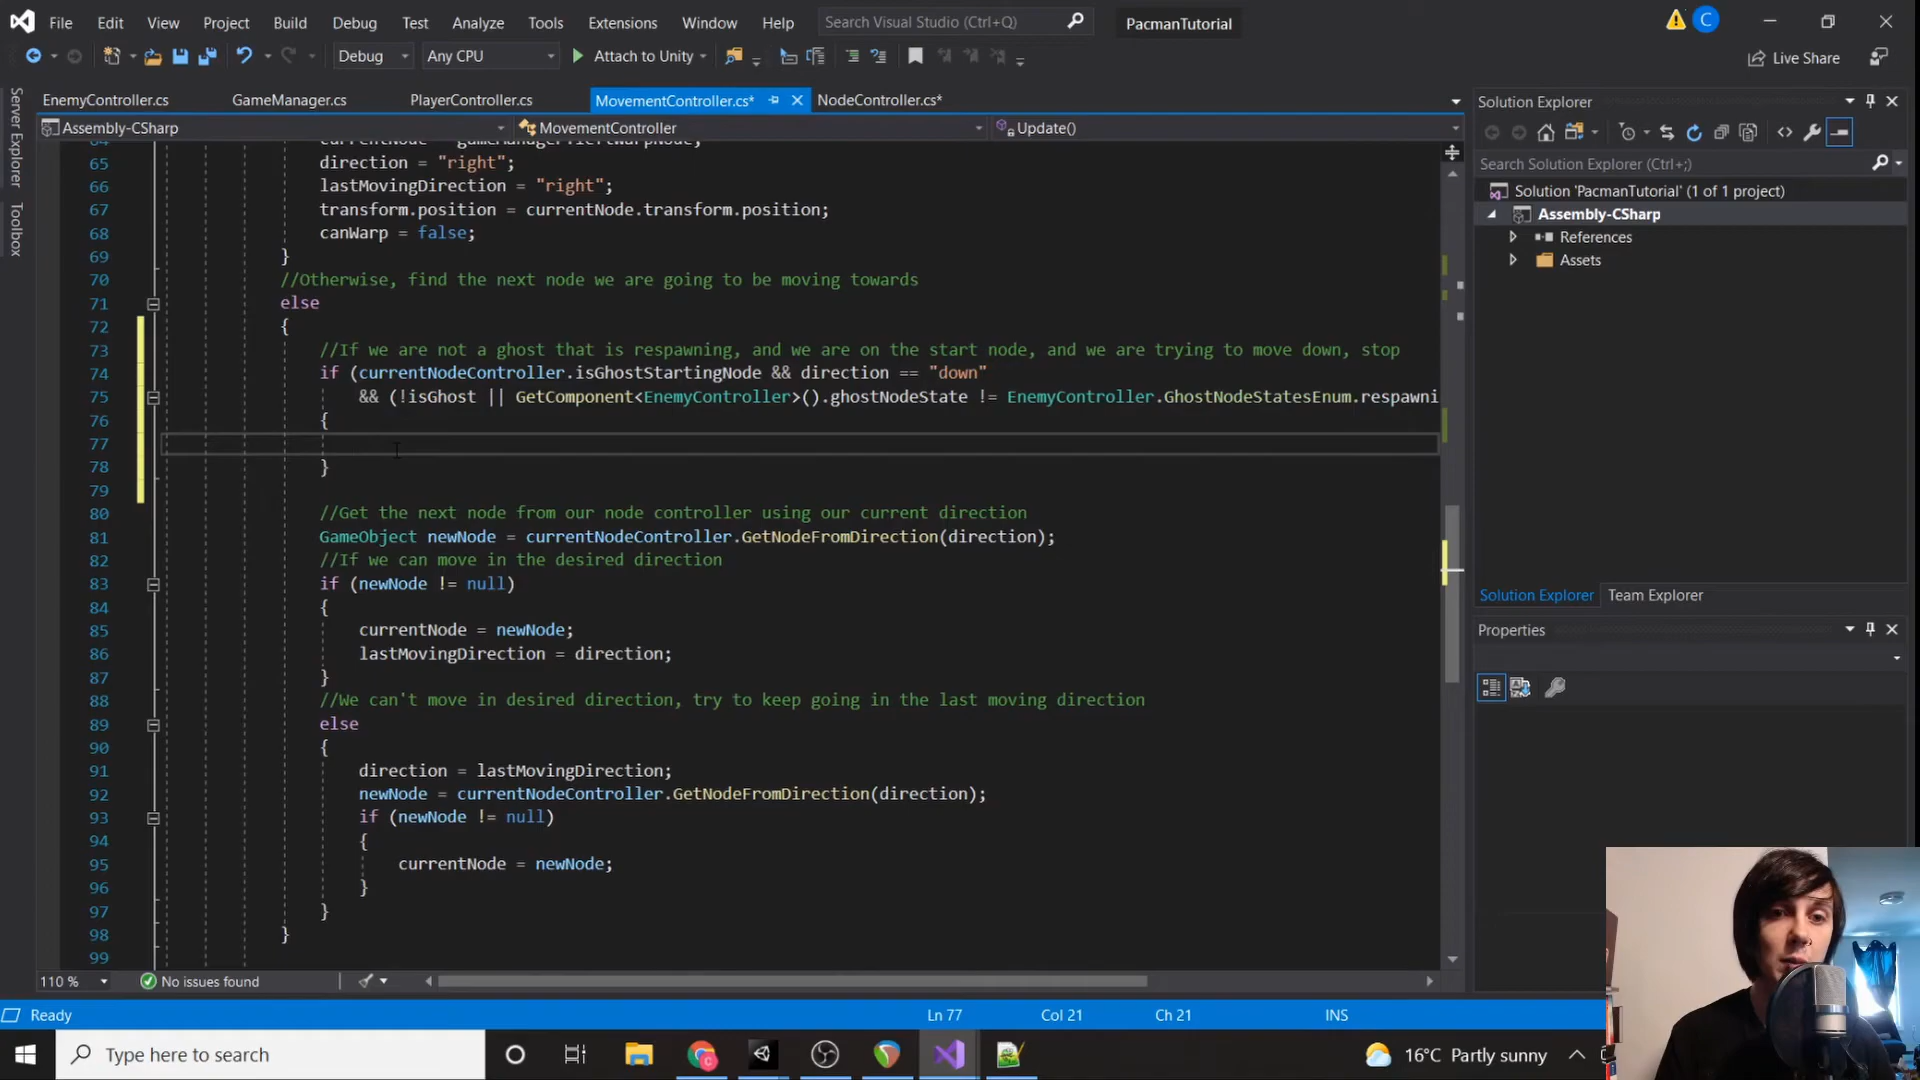 File Edit View Project Build Debug Test Analyze Tools Extensions Window Help Search Visual Studio (Ctrl+Q) PacmanTutorial C
Debug Any CPU Attach to Unity Live Share
Server Explorer
Toolbox
EnemyController.cs GameManager.cs PlayerController.cs MovementController.cs* NodeController.cs*
Assembly-CSharp MovementController Update()
65 direction = "right";
66 lastMovingDirection = "right";
67 transform.position = currentNode.transform.position;
68 canWarp = false;
69 }
70 //Otherwise, find the next node we are going to be moving towards
71 else
72 {
73 //If we are not a ghost that is respawning, and we are on the start node, and we are trying to move down, stop
74 if (currentNodeController.isGhostStartingNode && direction == "down"
75 && (!isGhost || GetComponent<EnemyController>().ghostNodeState != EnemyController.GhostNodeStatesEnum.respawni
76 {
77
78 }
79
80 //Get the next node from our node controller using our current direction
81 GameObject newNode = currentNodeController.GetNodeFromDirection(direction);
82 //If we can move in the desired direction
83 if (newNode != null)
84 {
85 currentNode = newNode;
86 lastMovingDirection = direction;
87 }
88 //We can't move in desired direction, try to keep going in the last moving direction
89 else
90 {
91 direction = lastMovingDirection;
92 newNode = currentNodeController.GetNodeFromDirection(direction);
93 if (newNode != null)
94 {
95 currentNode = newNode;
96 }
97 }
98 }
99
110 % No issues found
Ready Ln 77 Col 21 Ch 21 INS
Solution Explorer
Search Solution Explorer (Ctrl+;)
Solution 'PacmanTutorial' (1 of 1 project)
Assembly-CSharp
References
Assets
Solution Explorer Team Explorer
Properties
Type here to search 16°C Partly sunny